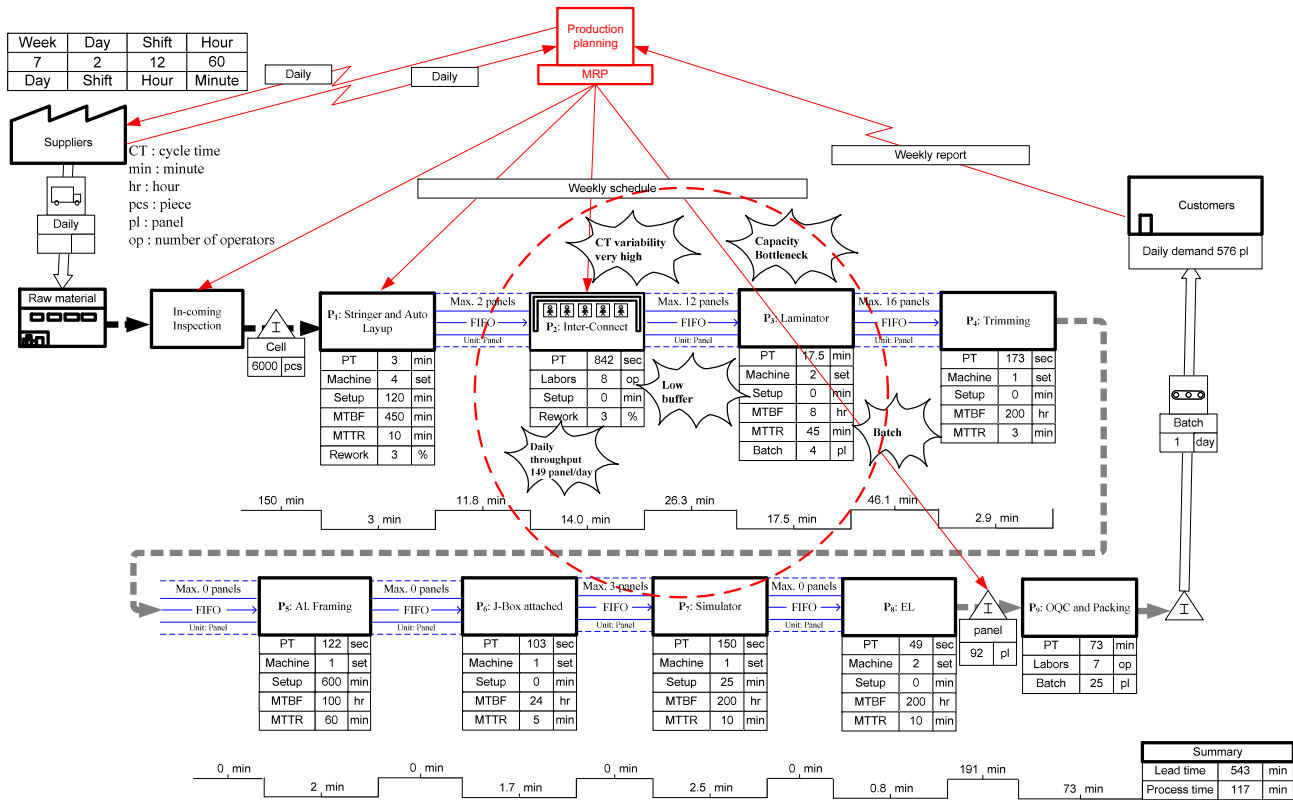 Production
planning
MRP
Week Day Shift Hour
7 2 12 60
Day Shift Hour Minute
Daily
Daily
Suppliers
CT : cycle time
min : minute
hr : hour
pcs : piece
pl : panel
op : number of operators
Daily
Weekly report
Weekly schedule
Customers
Daily demand 576 pl
CT variability
very high
Capacity
Bottleneck
Raw material
In-coming
Inspection
I
Cell
6000 pcs
P1: Stringer and Auto
Layup
PT 3 min
Machine 4 set
Setup 120 min
MTBF 450 min
MTTR 10 min
Rework 3 %
Max. 2 panels
FIFO
Unit: Panel
P2: Inter-Connect
PT 842 sec
Labors 8 op
Setup 0 min
Rework 3 %
Max. 12 panels
FIFO
Unit: Panel
Low
buffer
P3: Laminator
PT 17.5 min
Machine 2 set
Setup 0 min
MTBF 8 hr
MTTR 45 min
Batch 4 pl
Max. 16 panels
FIFO
Unit: Panel
Batch
P4: Trimming
PT 173 sec
Machine 1 set
Setup 0 min
MTBF 200 hr
MTTR 3 min
Batch
1 day
Daily
throughput
149 panel/day
150 min
3 min
11.8 min
14.0 min
26.3 min
17.5 min
46.1 min
2.9 min
Max. 0 panels
FIFO
Unit: Panel
P5: AI. Framing
PT 122 sec
Machine 1 set
Setup 600 min
MTBF 100 hr
MTTR 60 min
Max. 0 panels
FIFO
Unit: Panel
P6: J-Box attached
PT 103 sec
Machine 1 set
Setup 0 min
MTBF 24 hr
MTTR 5 min
Max. 3 panels
FIFO
Unit: Panel
P7: Simulator
PT 150 sec
Machine 1 set
Setup 25 min
MTBF 200 hr
MTTR 10 min
Max. 0 panels
FIFO
Unit: Panel
P8: EL
PT 49 sec
Machine 2 set
Setup 0 min
MTBF 200 hr
MTTR 10 min
I
panel
92 pl
P9: OQC and Packing
PT 73 min
Labors 7 op
Batch 25 pl
I
0 min
2 min
0 min
1.7 min
0 min
2.5 min
0 min
0.8 min
191 min
73 min
Summary
Lead time 543 min
Process time 117 min